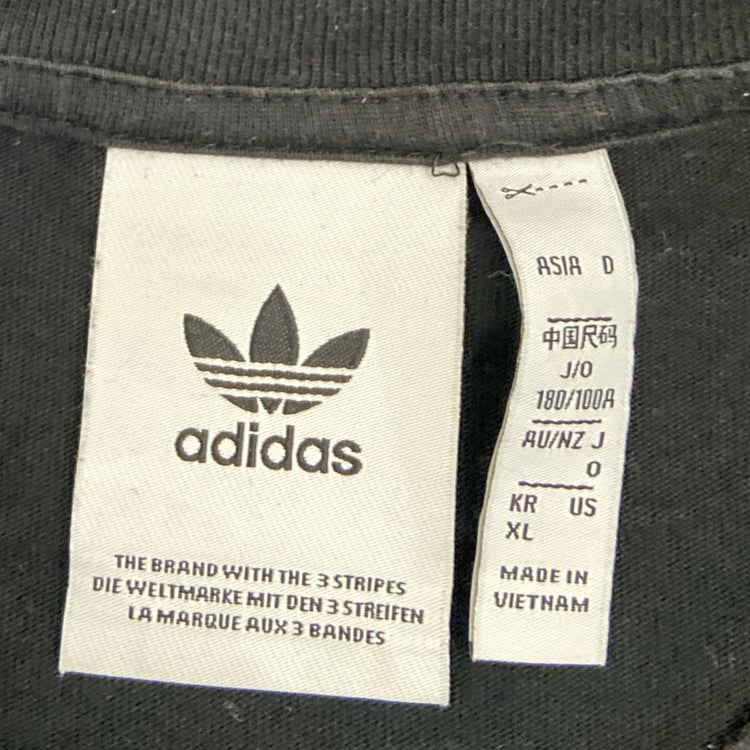 adidas
THE BRAND WITH THE 3 STRIPES
DIE WELTMARKE MIT DEN 3 STREIFEN
LA MARQUE AUX 3 BANDES
ASIA D
中国尺码
J/O
180/100A
AU/NZ J
O
KR US
XL
MADE IN
VIETNAM